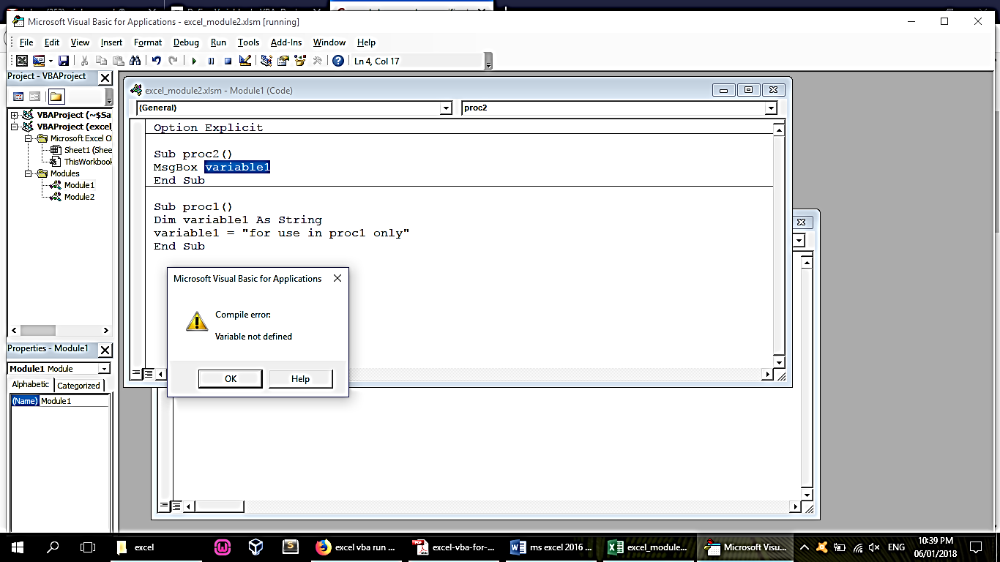 Microsoft Visual Basic for Applications - excel_module2.xlsm [running]
File Edit View Insert Format Debug Run Tools Add-Ins Window Help
Ln 4, Col 17
Project - VBAProject
VBAProject (~$Sa
VBAProject (excel
Microsoft Excel O
Sheet1 (Shee
ThisWorkbook
Modules
Module1
Module2
Properties - Module1
Module1 Module
Alphabetic Categorized
(Name) Module1
excel_module2.xlsm - Module1 (Code)
(General) proc2
Option Explicit
Sub proc2()
MsgBox variable1
End Sub
Sub proc1()
Dim variable1 As String
variable1 = "for use in proc1 only"
End Sub
Microsoft Visual Basic for Applications
Compile error:
Variable not defined
OK Help
excel excel vba run ... excel-vba-for-... ms excel 2016 ... excel_module... Microsoft Visu... ENG 10:39 PM
06/01/2018